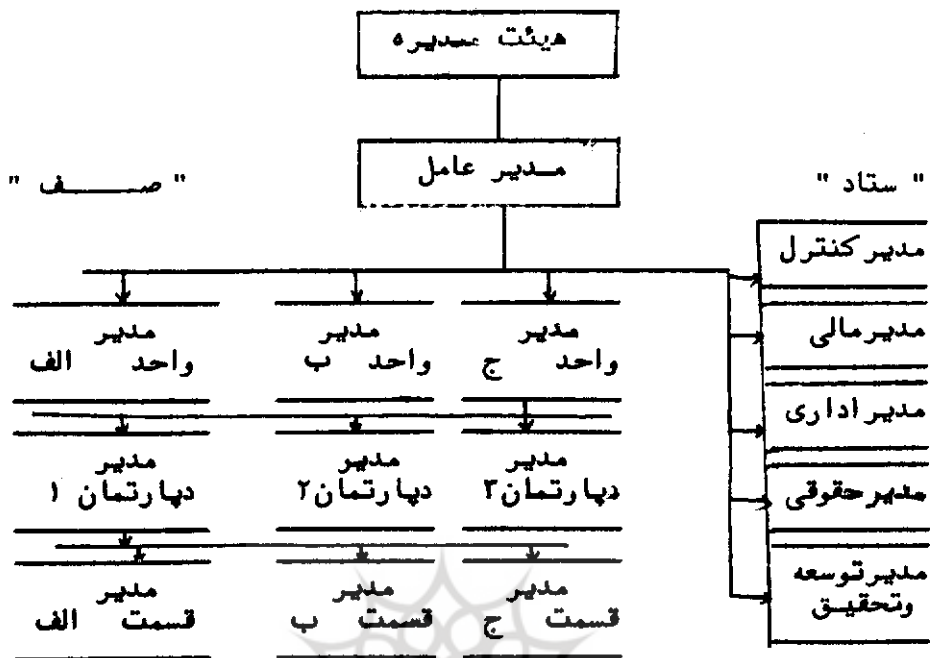 هیئت مدیره
مدیر عامل
" ستاد "
" صف "
مدیر کنترل
مدیر مالی
مدیر اداری
مدیر حقوقی
مدیر توسعه
وتحقیق
مدیر
واحد ج
مدیر
واحد ب
مدیر
واحد الف
مدیر
دپارتمان ۳
مدیر
دپارتمان ۲
مدیر
دپارتمان ۱
مدیر
قسمت ج
مدیر
قسمت ب
مدیر
قسمت الف